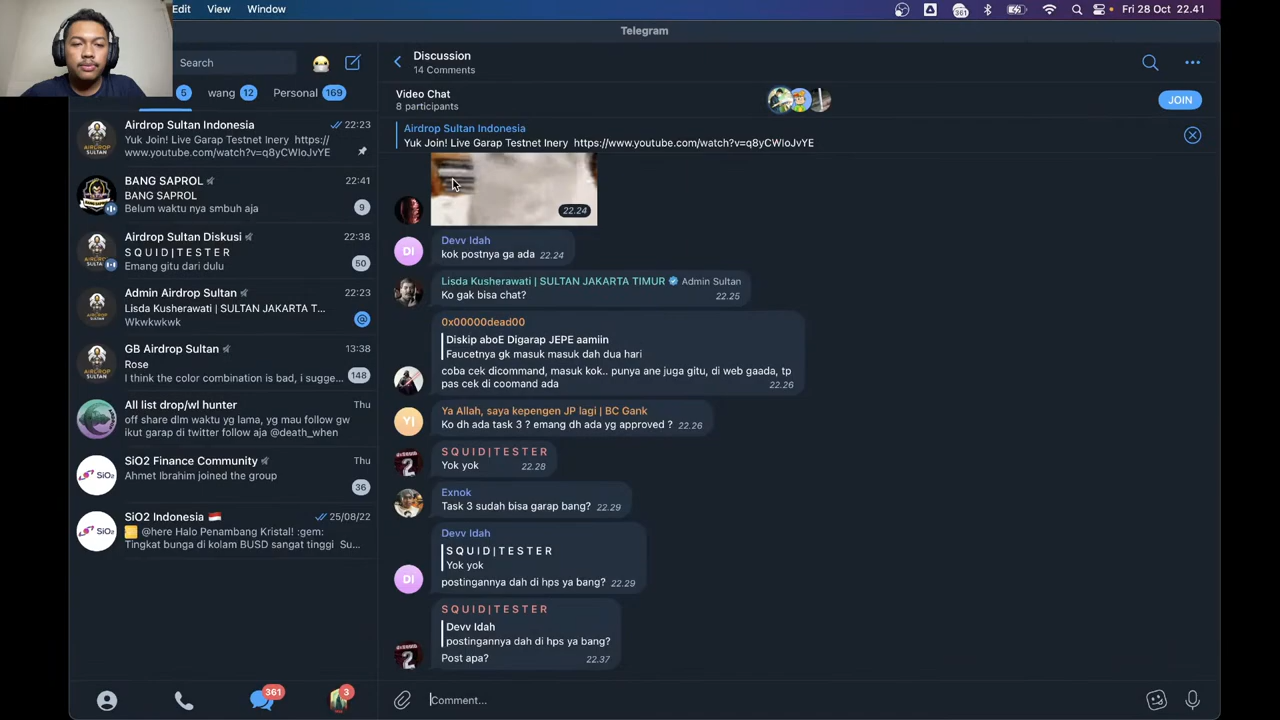 Edit
View
Window
361
Fri 28 Oct 22.41
Telegram
Search
5
wang 12
Personal 169
Airdrop Sultan Indonesia 22:23
Yuk Join! Live Garap Testnet Inery https://
www.youtube.com/watch?v=q8yCWIoJvYE
BANG SAPROL 22:41
BANG SAPROL
Belum waktu nya smbuh aja 9
Airdrop Sultan Diskusi 22:38
S Q U I D | T E S T E R
Emang gitu dari dulu 50
Admin Airdrop Sultan 22:23
Lisda Kusherawati | SULTAN JAKARTA T...
Wkwkwkwk @
GB Airdrop Sultan 13:38
Rose
I think the color combination is bad, i sugge... 148
All list drop/wl hunter Thu
off share dlm waktu yg lama, yg mau follow gw
ikut garap di twitter follow aja @death_when
SiO2 Finance Community Thu
Ahmet Ibrahim joined the group
36
SiO2 Indonesia 25/08/22
@here Halo Penambang Kristal! :gem:
Tingkat bunga di kolam BUSD sangat tinggi Su...
361
3
Discussion
14 Comments
Video Chat
8 participants
JOIN
Airdrop Sultan Indonesia
Yuk Join! Live Garap Testnet Inery https://www.youtube.com/watch?v=q8yCWIoJvYE
22.24
DI
Devv Idah
kok postnya ga ada 22.24
Lisda Kusherawati | SULTAN JAKARTA TIMUR Admin Sultan
Ko gak bisa chat? 22.25
0x00000dead00
Diskip aboE Digarap JEPE aamiin
Faucetnya gk masuk masuk dah dua hari
coba cek dicommand, masuk kok.. punya ane juga gitu, di web gaada, tp
pas cek di coomand ada 22.26
YI
Ya Allah, saya kepengen JP lagi | BC Gank
Ko dh ada task 3 ? emang dh ada yg approved ? 22.26
S Q U I D | T E S T E R
Yok yok 22.28
Exnok
Task 3 sudah bisa garap bang? 22.29
Devv Idah
S Q U I D | T E S T E R
Yok yok
DI
postingannya dah di hps ya bang? 22.29
S Q U I D | T E S T E R
Devv Idah
postingannya dah di hps ya bang?
Post apa? 22.37
Comment...